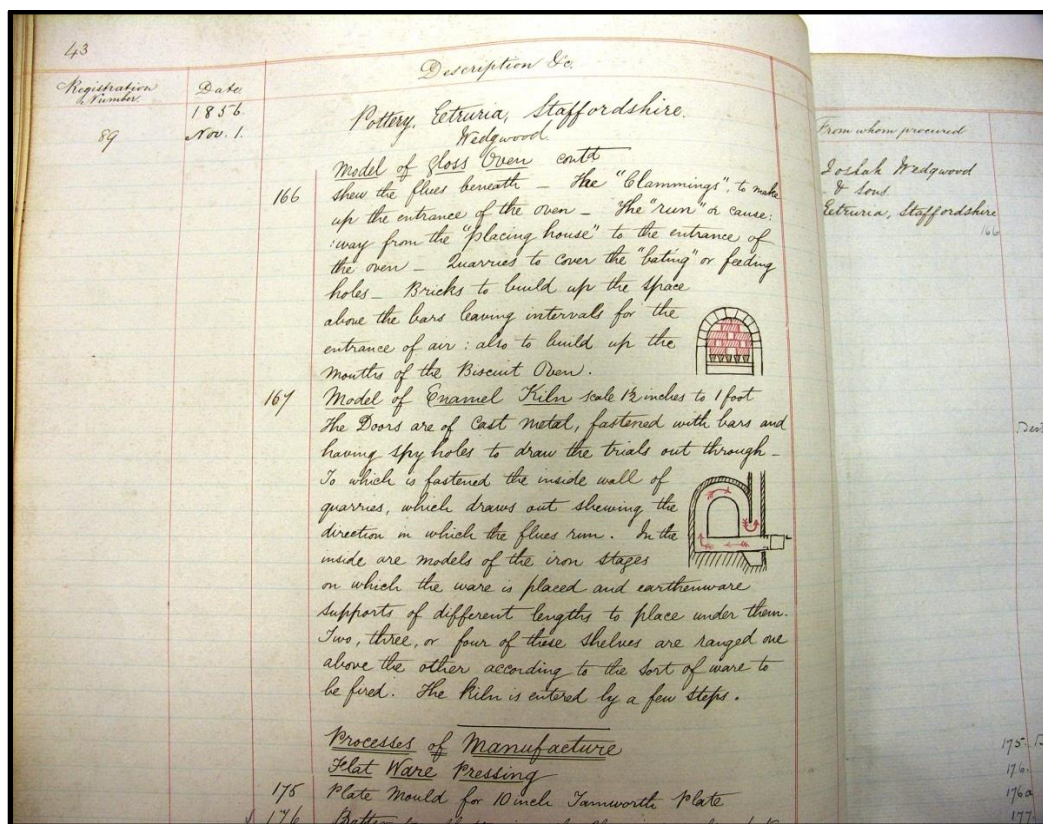 43
Registration Number.
Date.
Description &c.
1856.
89
Nov. 1.
Pottery, Eetruria, Staffordshire.
Wedgwood.
Model of Gloss Oven contd
166
shew the flues beneath – The "Clammings", to make
up the entrance of the oven – The "run" or cause:
:way from the "placing house" to the entrance of
the oven – Quarries to cover the "bating" or feeding
holes – Bricks to build up the space
above the bars leaving intervals for the
entrance of air : also to build up the
mouths of the Biscuit Oven.
167
Model of Enamel Kiln scale 1½ inches to 1 foot
The Doors are of Cast Metal, fastened with bars and
having spy holes to draw the trials out through –
To which is fastened the inside wall of
quarries, which draws out shewing the
direction in which the flues run. In the
inside are models of the iron stages
on which the ware is placed and earthenware
supports of different lengths to place under them.
Two, three, or four of these shelves are ranged one
above the other according to the sort of ware to
be fired. The Kiln is entered by a few steps.
Processes of Manufacture
Flat Ware Pressing
175
Plate Mould for 10 inch Tamworth Plate
176
From whom procured
Josiah Wedgwood
& Sons
Eetruria, Staffordshire
166
175.
176.
176a
177